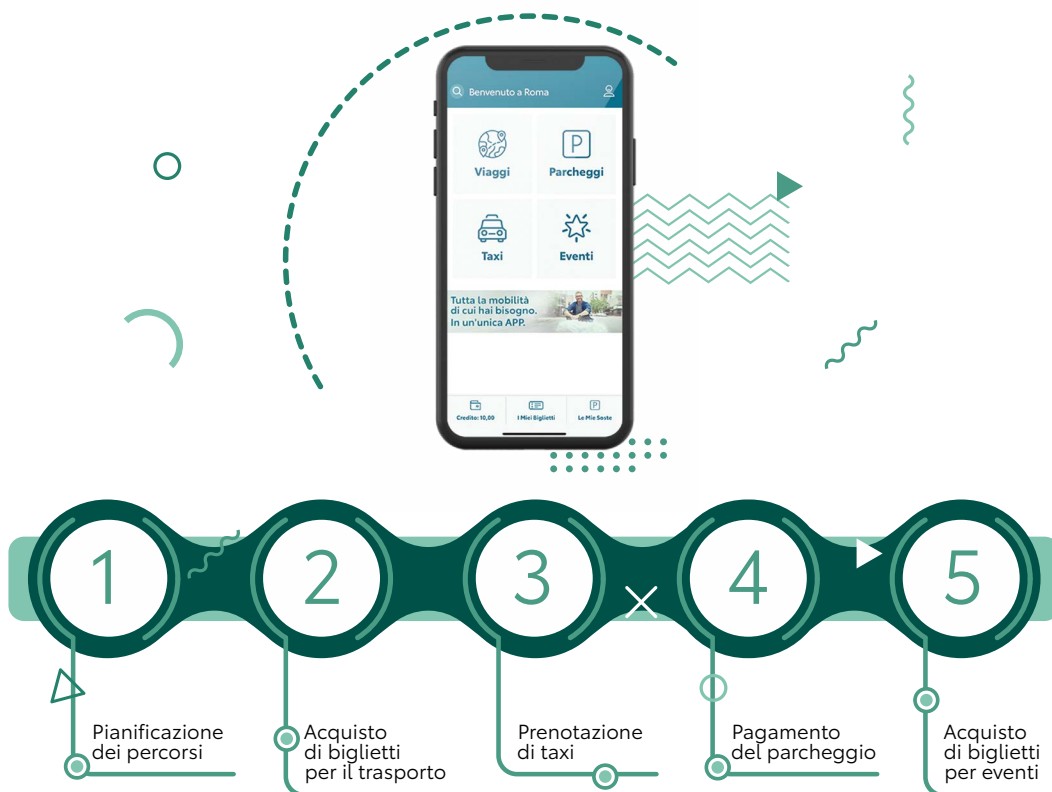 Benvenuto a Roma
P
Viaggi
Parcheggi
Taxi
Eventi
Tutta la mobilità
di cui hai bisogno.
In un'unica APP.
P
Credito: 10,00
I Miei Biglietti
Le Mie Soste
1
2
3
4
5
Pianificazione
dei percorsi
Acquisto
di biglietti
per il trasporto
Prenotazione
di taxi
Pagamento
del parcheggio
Acquisto
di biglietti
per eventi